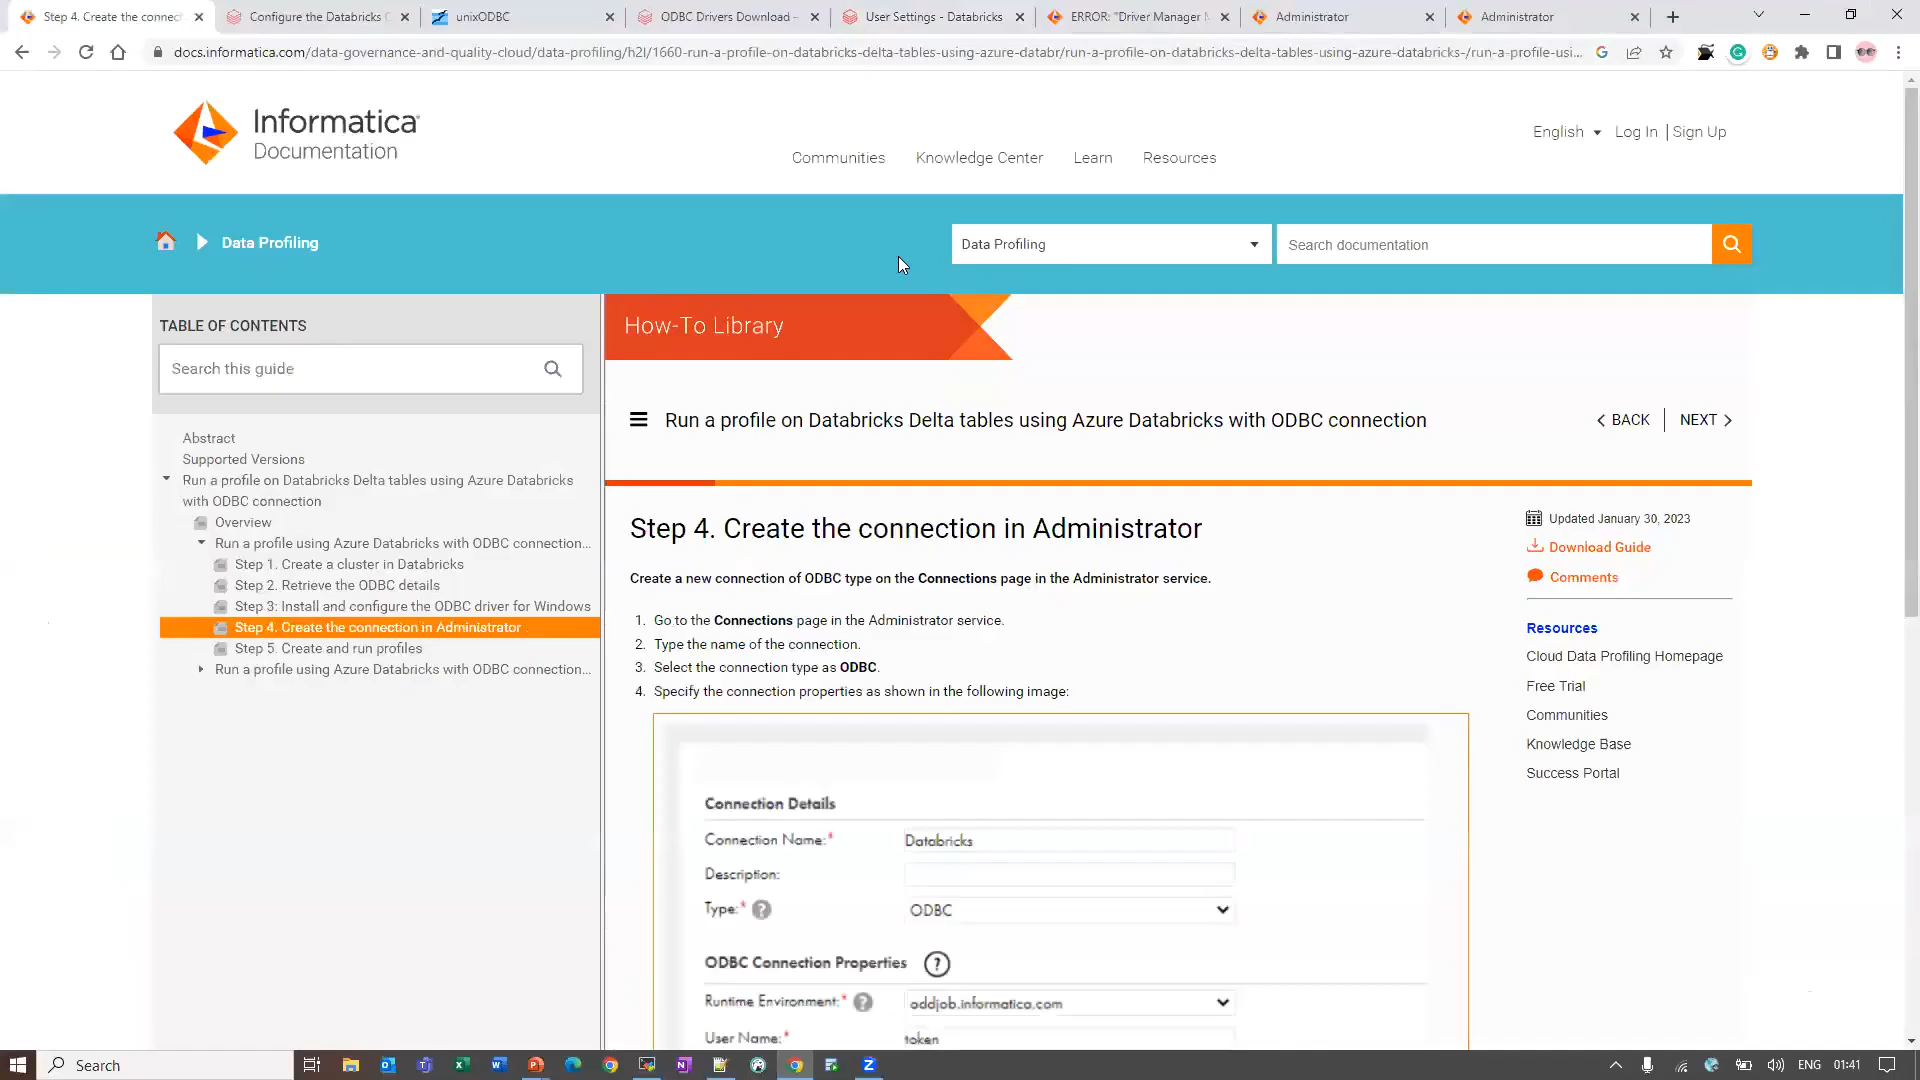 Step 4. Create the connect
Configure the Databricks
unixODBC
ODBC Drivers Download –
User Settings - Databricks
ERROR: "Driver Manager
Administrator
Administrator
docs.informatica.com/data-governance-and-quality-cloud/data-profiling/h2l/1660-run-a-profile-on-databricks-delta-tables-using-azure-databr/run-a-profile-on-databricks-delta-tables-using-azure-databricks-/run-a-profile-usi...
Informatica
Documentation
Communities
Knowledge Center
Learn
Resources
English
Log In | Sign Up
Data Profiling
Data Profiling
Search documentation
TABLE OF CONTENTS
Search this guide
Abstract
Supported Versions
Run a profile on Databricks Delta tables using Azure Databricks
with ODBC connection
Overview
Run a profile using Azure Databricks with ODBC connection...
Step 1. Create a cluster in Databricks
Step 2. Retrieve the ODBC details
Step 3: Install and configure the ODBC driver for Windows
Step 4. Create the connection in Administrator
Step 5. Create and run profiles
Run a profile using Azure Databricks with ODBC connection...
How-To Library
Run a profile on Databricks Delta tables using Azure Databricks with ODBC connection
BACK
NEXT
Step 4. Create the connection in Administrator
Create a new connection of ODBC type on the Connections page in the Administrator service.
1. Go to the Connections page in the Administrator service.
2. Type the name of the connection.
3. Select the connection type as ODBC.
4. Specify the connection properties as shown in the following image:
Connection Details
Connection Name:* Databricks
Description:
Type:* ? ODBC
ODBC Connection Properties ?
Runtime Environment:* ? oddjob.informatica.com
User Name:* token
Updated January 30, 2023
Download Guide
Comments
Resources
Cloud Data Profiling Homepage
Free Trial
Communities
Knowledge Base
Success Portal
Search
ENG
01:41